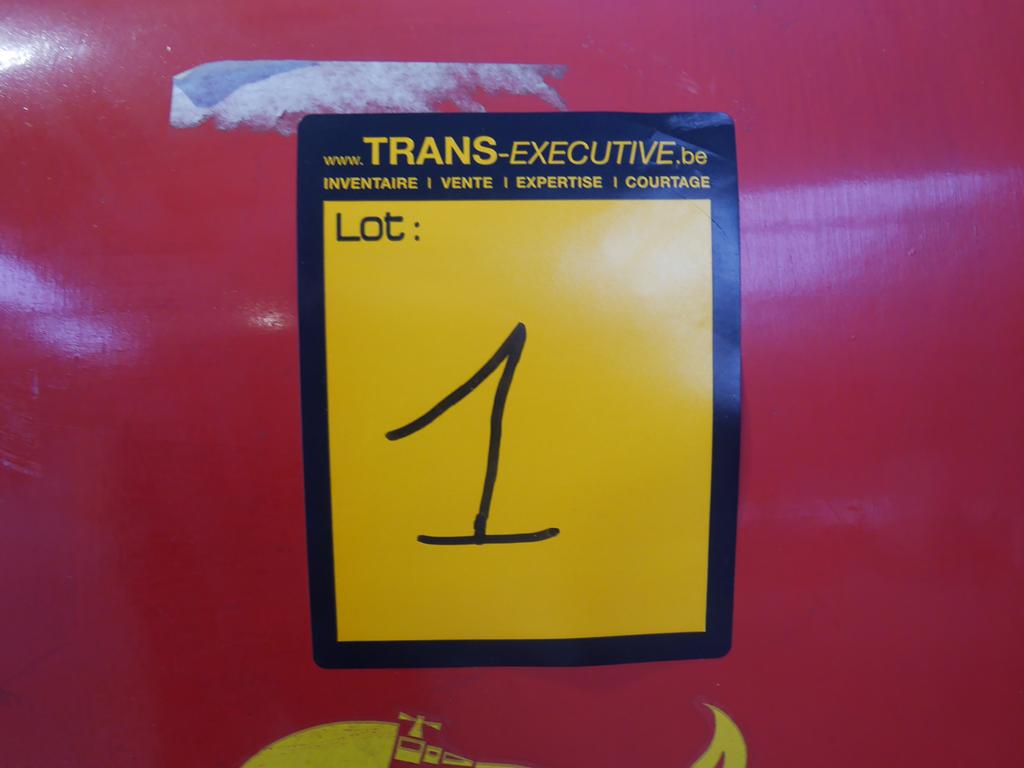 www.TRANS-EXECUTIVE.be
INVENTAIRE | VENTE | EXPERTISE | COURTAGE
Lot:
1